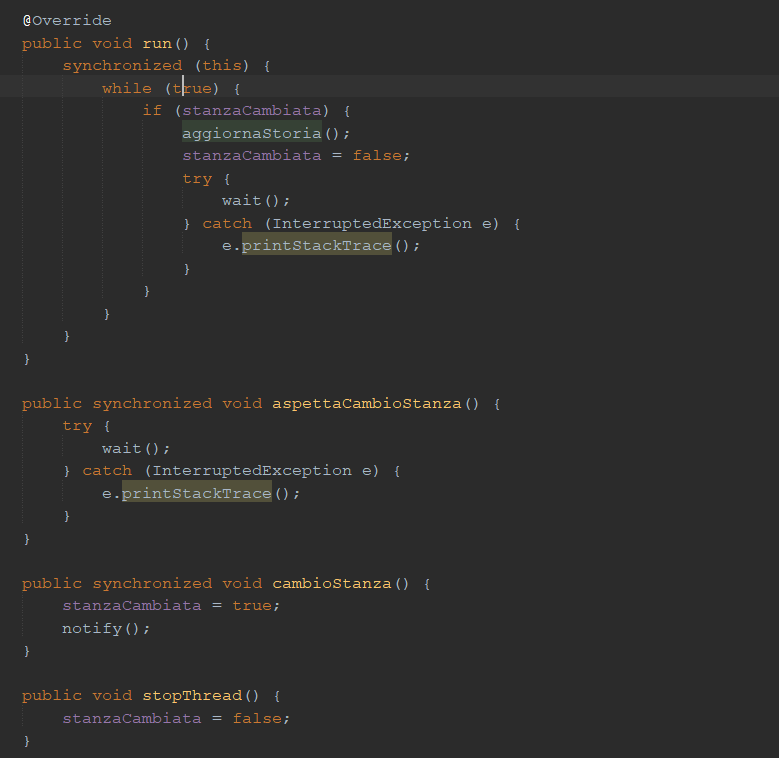 @Override
public void run() {
    synchronized (this) {
        while (true) {
            if (stanzaCambiata) {
                aggiornaStoria();
                stanzaCambiata = false;
                try {
                    wait();
                } catch (InterruptedException e) {
                    e.printStackTrace();
                }
            }
        }
    }
}

public synchronized void aspettaCambioStanza() {
    try {
        wait();
    } catch (InterruptedException e) {
        e.printStackTrace();
    }
}

public synchronized void cambioStanza() {
    stanzaCambiata = true;
    notify();
}

public void stopThread() {
    stanzaCambiata = false;
}